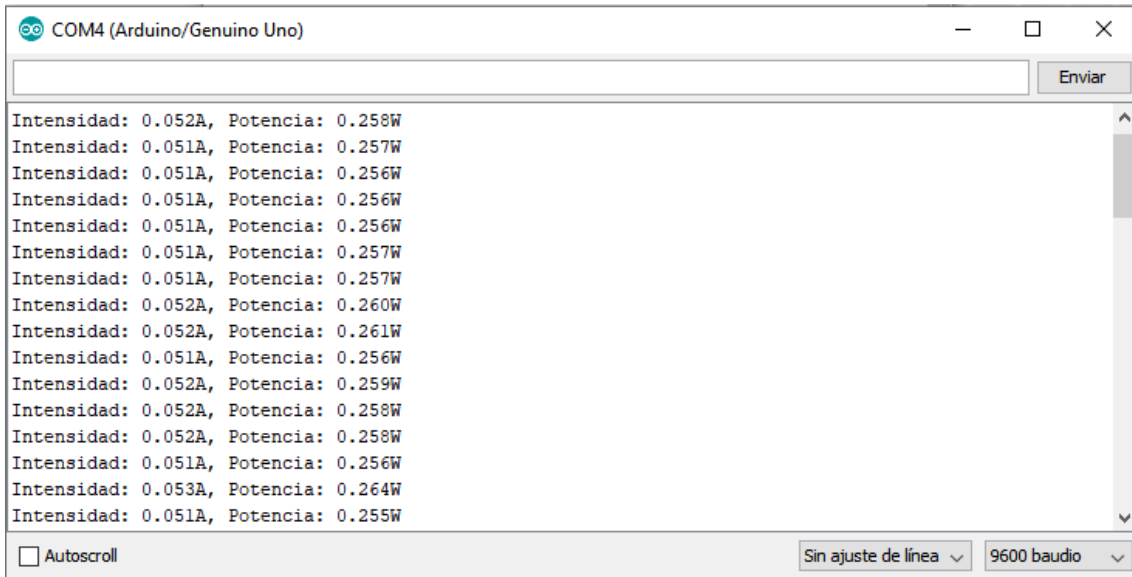 COM4 (Arduino/Genuino Uno)
Enviar
Intensidad: 0.052A, Potencia: 0.258W
Intensidad: 0.051A, Potencia: 0.257W
Intensidad: 0.051A, Potencia: 0.256W
Intensidad: 0.051A, Potencia: 0.256W
Intensidad: 0.051A, Potencia: 0.256W
Intensidad: 0.051A, Potencia: 0.257W
Intensidad: 0.051A, Potencia: 0.257W
Intensidad: 0.052A, Potencia: 0.260W
Intensidad: 0.052A, Potencia: 0.261W
Intensidad: 0.051A, Potencia: 0.256W
Intensidad: 0.052A, Potencia: 0.259W
Intensidad: 0.052A, Potencia: 0.258W
Intensidad: 0.052A, Potencia: 0.258W
Intensidad: 0.051A, Potencia: 0.256W
Intensidad: 0.053A, Potencia: 0.264W
Intensidad: 0.051A, Potencia: 0.255W
Autoscroll Sin ajuste de línea 9600 baudio